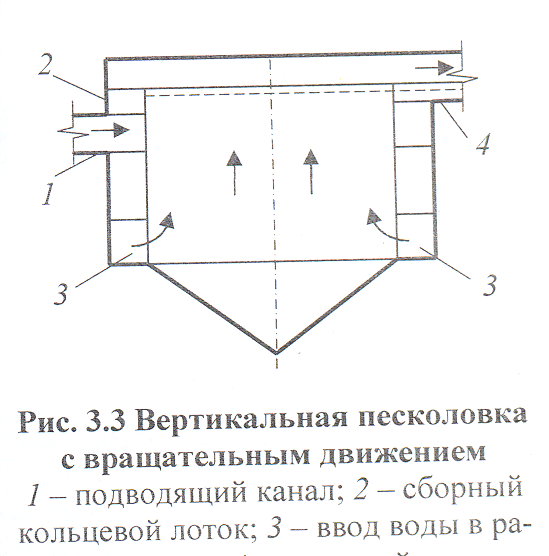 2
1
4
3
3
Рис. 3.3 Вертикальная песколовка
с вращательным движением
1 – подводящий канал; 2 – сборный
кольцевой лоток; 3 – ввод воды в ра-